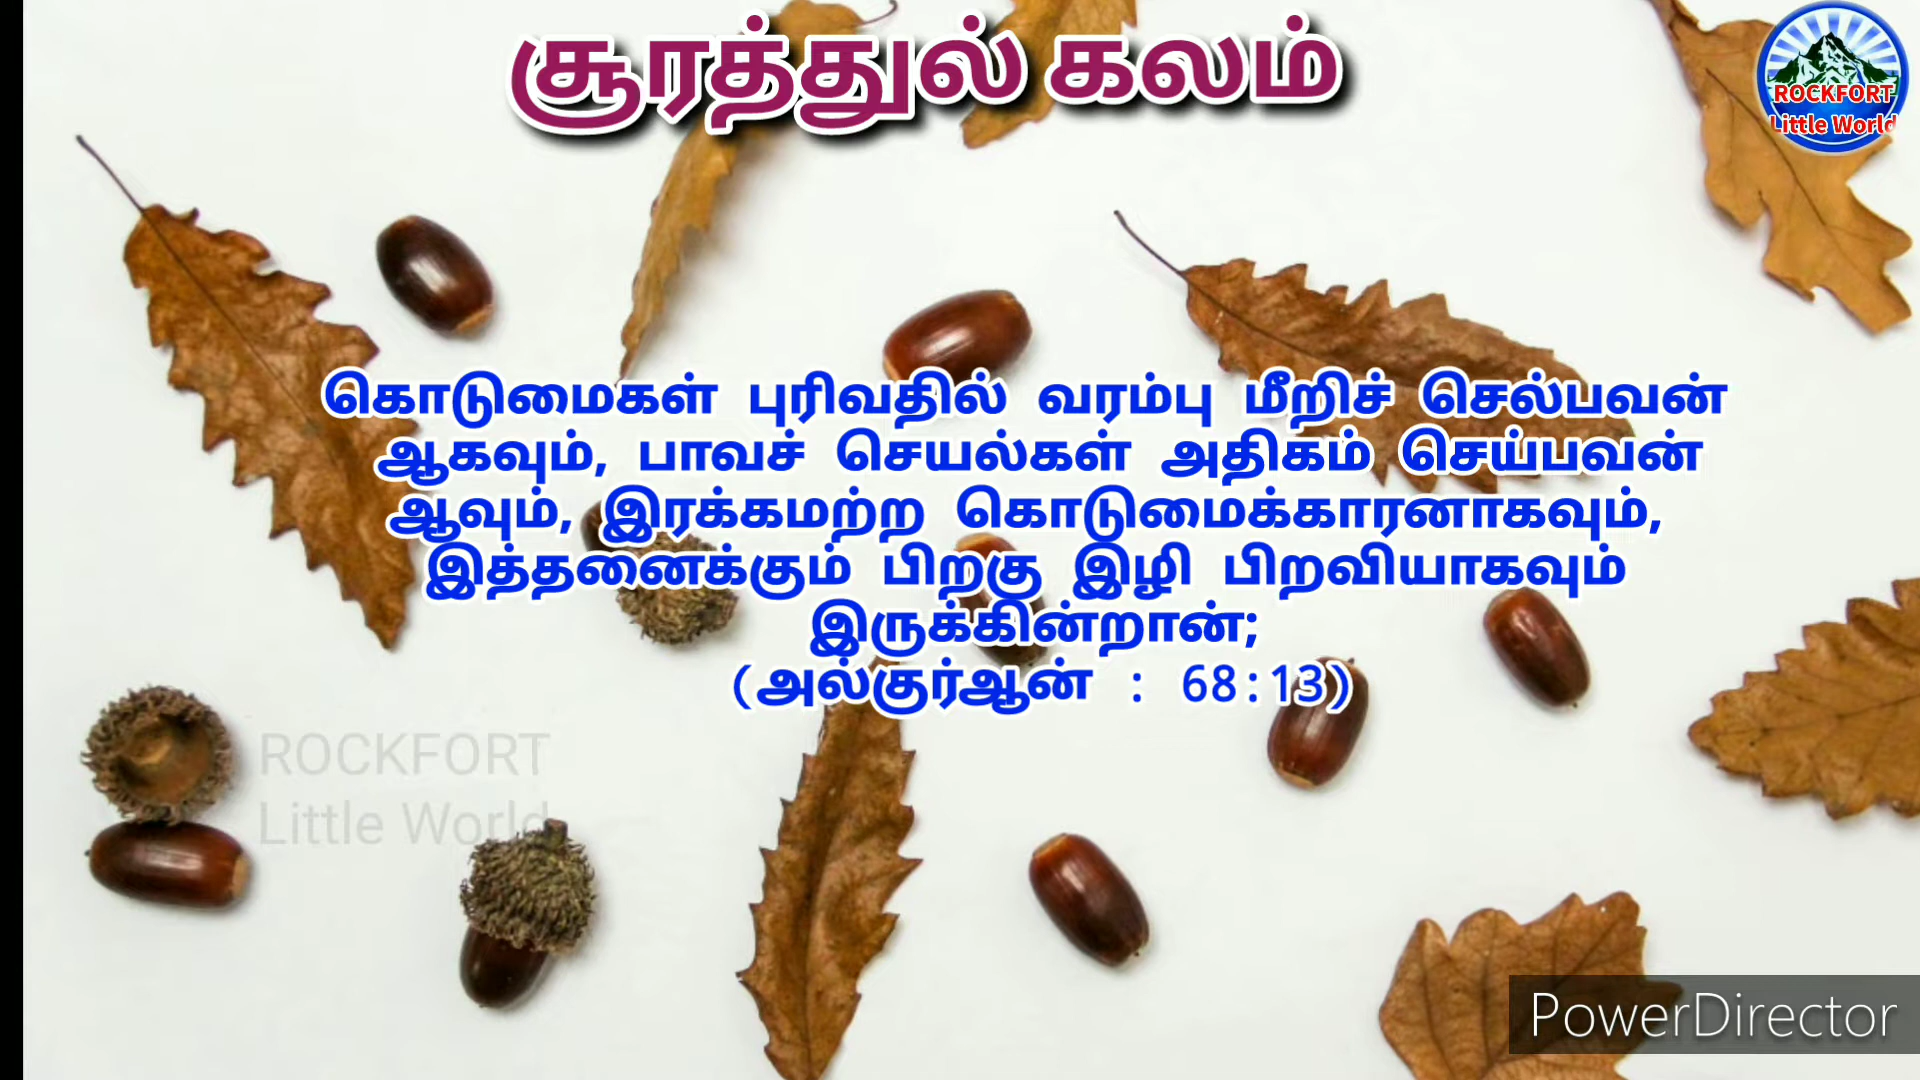 சூரத்துல் கலம்
ROCKFORT
Little World
கொடுமைகள் புரிவதில் வரம்பு மீறிச் செல்பவன்
ஆகவும், பாவச் செயல்கள் அதிகம் செய்பவன்
ஆவும், இரக்கமற்ற கொடுமைக்காரனாகவும்,
இத்தனைக்கும் பிறகு இழி பிறவியாகவும்
இருக்கின்றான்;
(அல்குர்ஆன் : 68:13)
ROCKFORT
Little World
PowerDirector